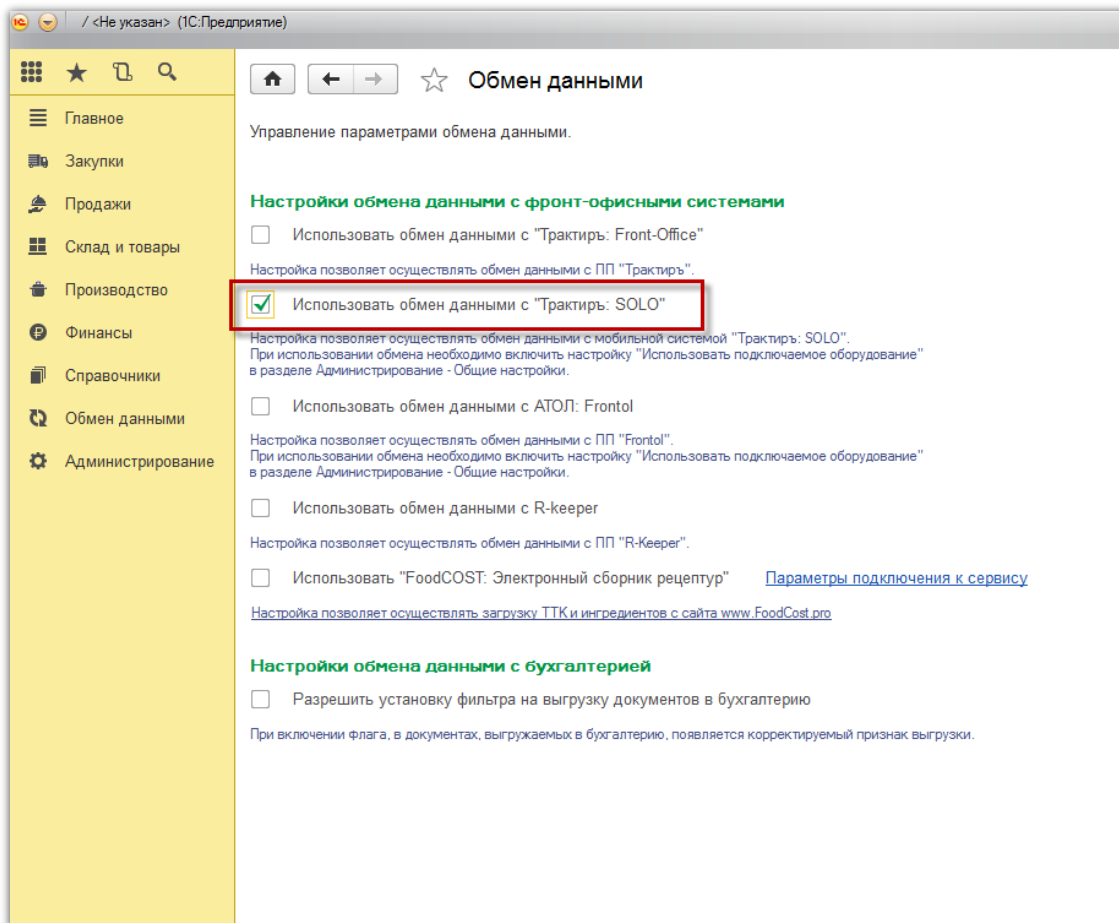 / <Не указан> (1С:Предприятие)
Обмен данными
Главное
Закупки
Продажи
Склад и товары
Производство
Финансы
Справочники
Обмен данными
Администрирование
Управление параметрами обмена данными.
Настройки обмена данными с фронт-офисными системами
Использовать обмен данными с "Трактиръ: Front-Office"
Настройка позволяет осуществлять обмен данными с ПП "Трактиръ".
Использовать обмен данными с "Трактиръ: SOLO"
Настройка позволяет осуществлять обмен данными с мобильной системой "Трактиръ: SOLO".
При использовании обмена необходимо включить настройку "Использовать подключаемое оборудование"
в разделе Администрирование - Общие настройки.
Использовать обмен данными с АТОЛ: Frontol
Настройка позволяет осуществлять обмен данными с ПП "Frontol".
При использовании обмена необходимо включить настройку "Использовать подключаемое оборудование"
в разделе Администрирование - Общие настройки.
Использовать обмен данными с R-keeper
Настройка позволяет осуществлять обмен данными с ПП "R-Keeper".
Использовать "FoodCOST: Электронный сборник рецептур" Параметры подключения к сервису
Настройка позволяет осуществлять загрузку ТТК и ингредиентов с сайта www.FoodCost.pro
Настройки обмена данными с бухгалтерией
Разрешить установку фильтра на выгрузку документов в бухгалтерию
При включении флага, в документах, выгружаемых в бухгалтерию, появляется корректируемый признак выгрузки.